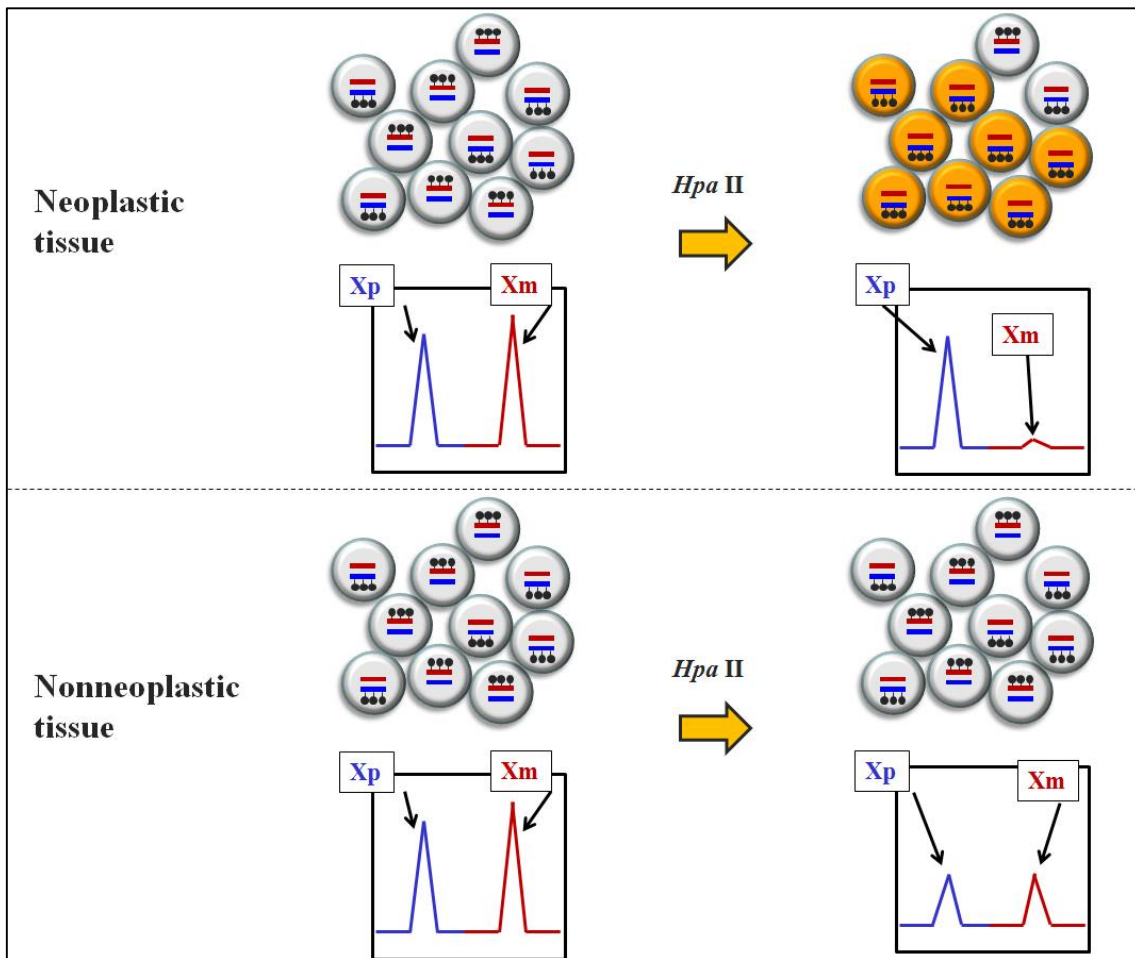 Neoplastic
tissue
Hpa II
Xp
Xm
Xp
Xm
Nonneoplastic
tissue
Hpa II
Xp
Xm
Xp
Xm